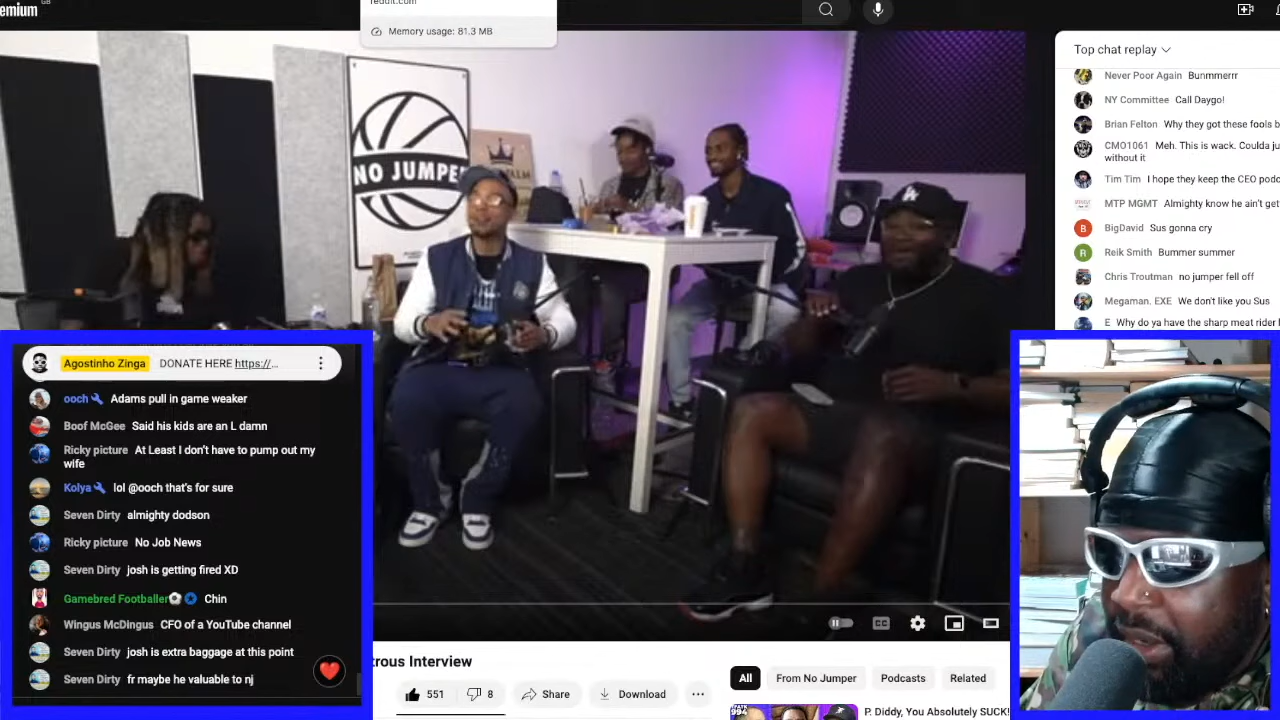 emium GB
reddit.com
Memory usage: 81.3 MB
NO JUMPER
LA
Top chat replay
Never Poor Again Bunmmerrr
NY Committee Call Daygo!
Brian Felton Why they got these fools b
CMO1061 Meh. This is wack. Coulda ju
without it
Tim Tim I hope they keep the CEO podc
MTP MGMT Almighty know he ain't get
BigDavid Sus gonna cry
Reik Smith Bummer summer
Chris Troutman no jumper fell off
Megaman. EXE We don't like you Sus
E Why do ya have the sharp meat rider l
Agostinho Zinga DONATE HERE https://...
ooch Adams pull in game weaker
Boof McGee Said his kids are an L damn
Ricky picture At Least I don't have to pump out my
wife
Kolya lol @ooch that's for sure
Seven Dirty almighty dodson
Ricky picture No Job News
Seven Dirty josh is getting fired XD
Gamebred Footballer Chin
Wingus McDingus CFO of a YouTube channel
Seven Dirty josh is extra baggage at this point
Seven Dirty fr maybe he valuable to nj
CC
trous Interview
551
8
Share
Download
All
From No Jumper
Podcasts
Related
P. Diddy, You Absolutely SUCK!
994